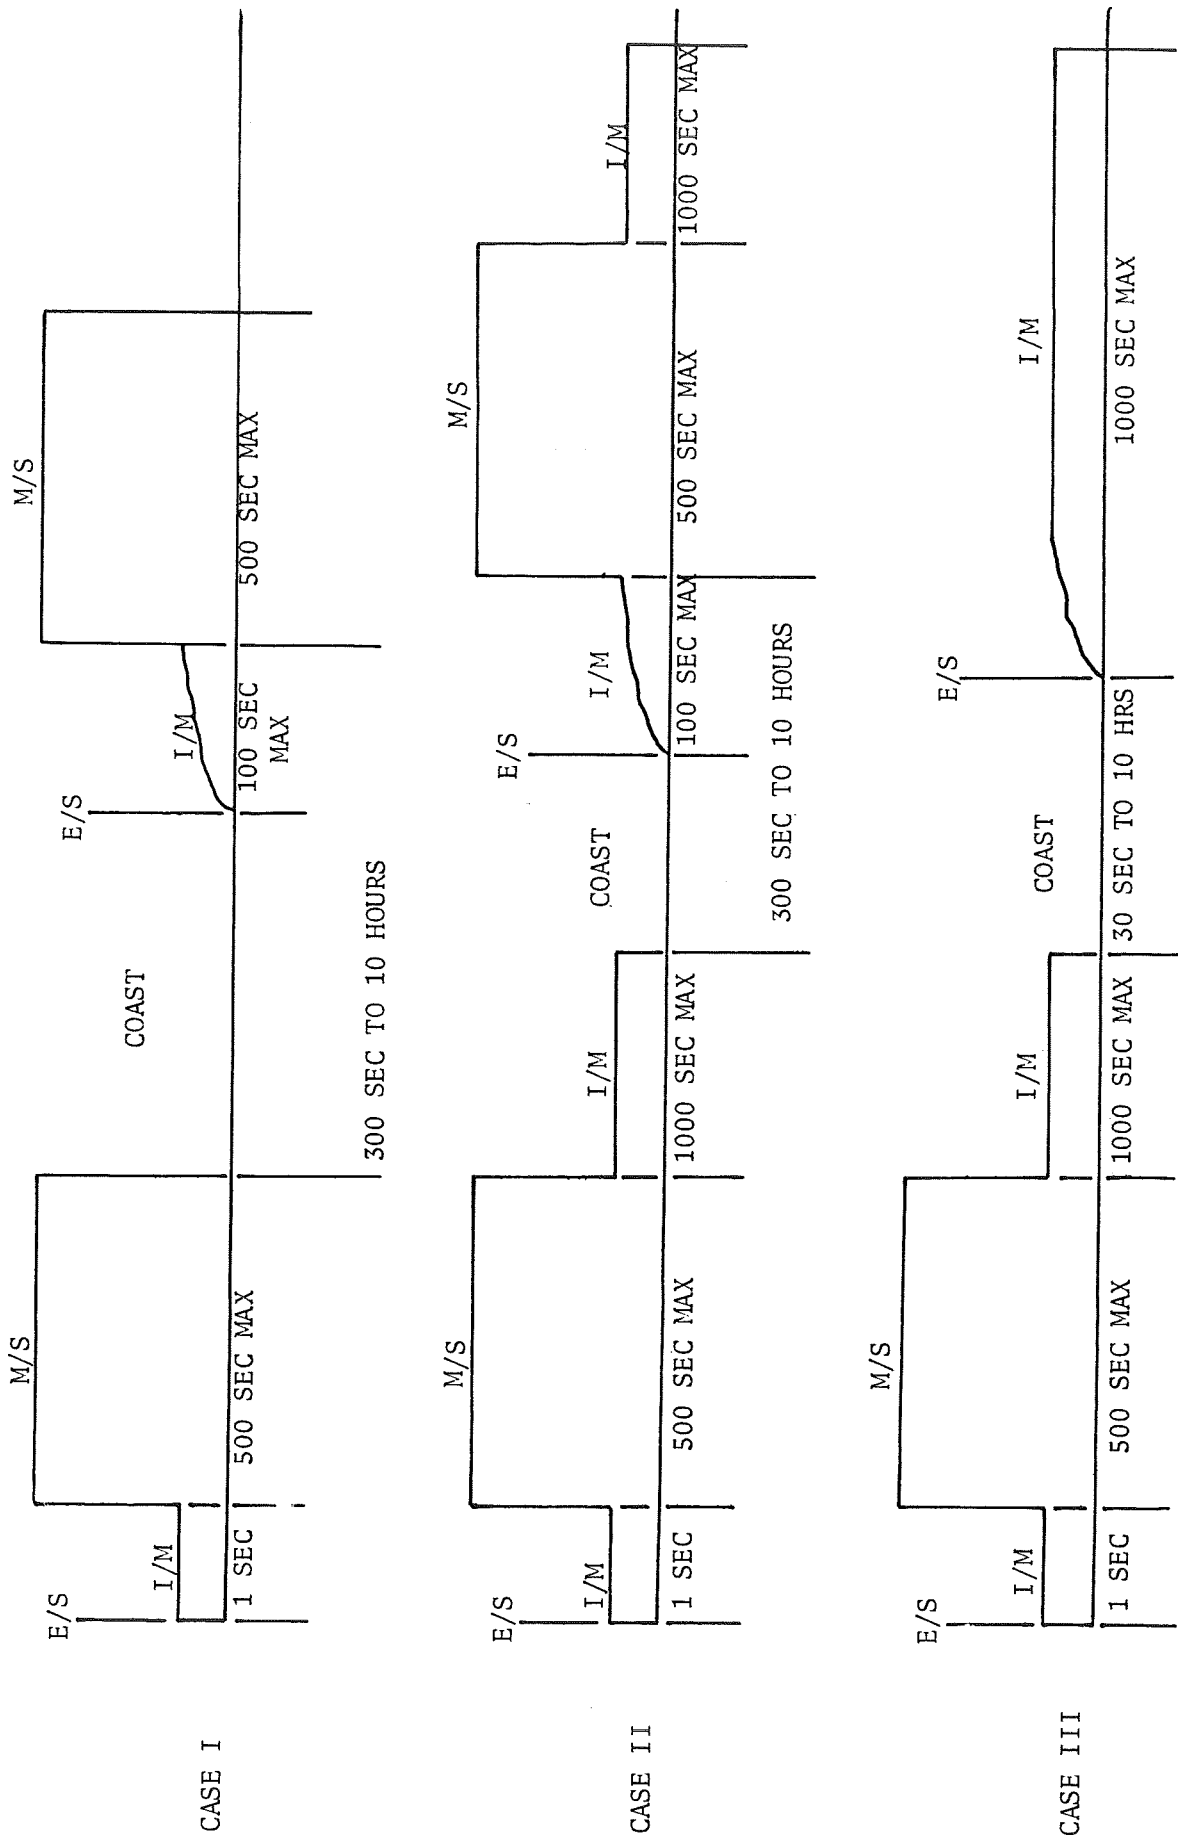 CASE I
E/S
I/M
1 SEC
M/S
500 SEC MAX
COAST
300 SEC TO 10 HOURS
E/S
I/M
100 SEC
MAX
M/S
500 SEC MAX
CASE II
E/S
I/M
1 SEC
M/S
500 SEC MAX
I/M
1000 SEC MAX
COAST
300 SEC TO 10 HOURS
E/S
I/M
100 SEC MAX
M/S
500 SEC MAX
I/M
1000 SEC MAX
CASE III
E/S
I/M
1 SEC
M/S
500 SEC MAX
I/M
1000 SEC MAX
COAST
30 SEC TO 10 HRS
E/S
I/M
1000 SEC MAX